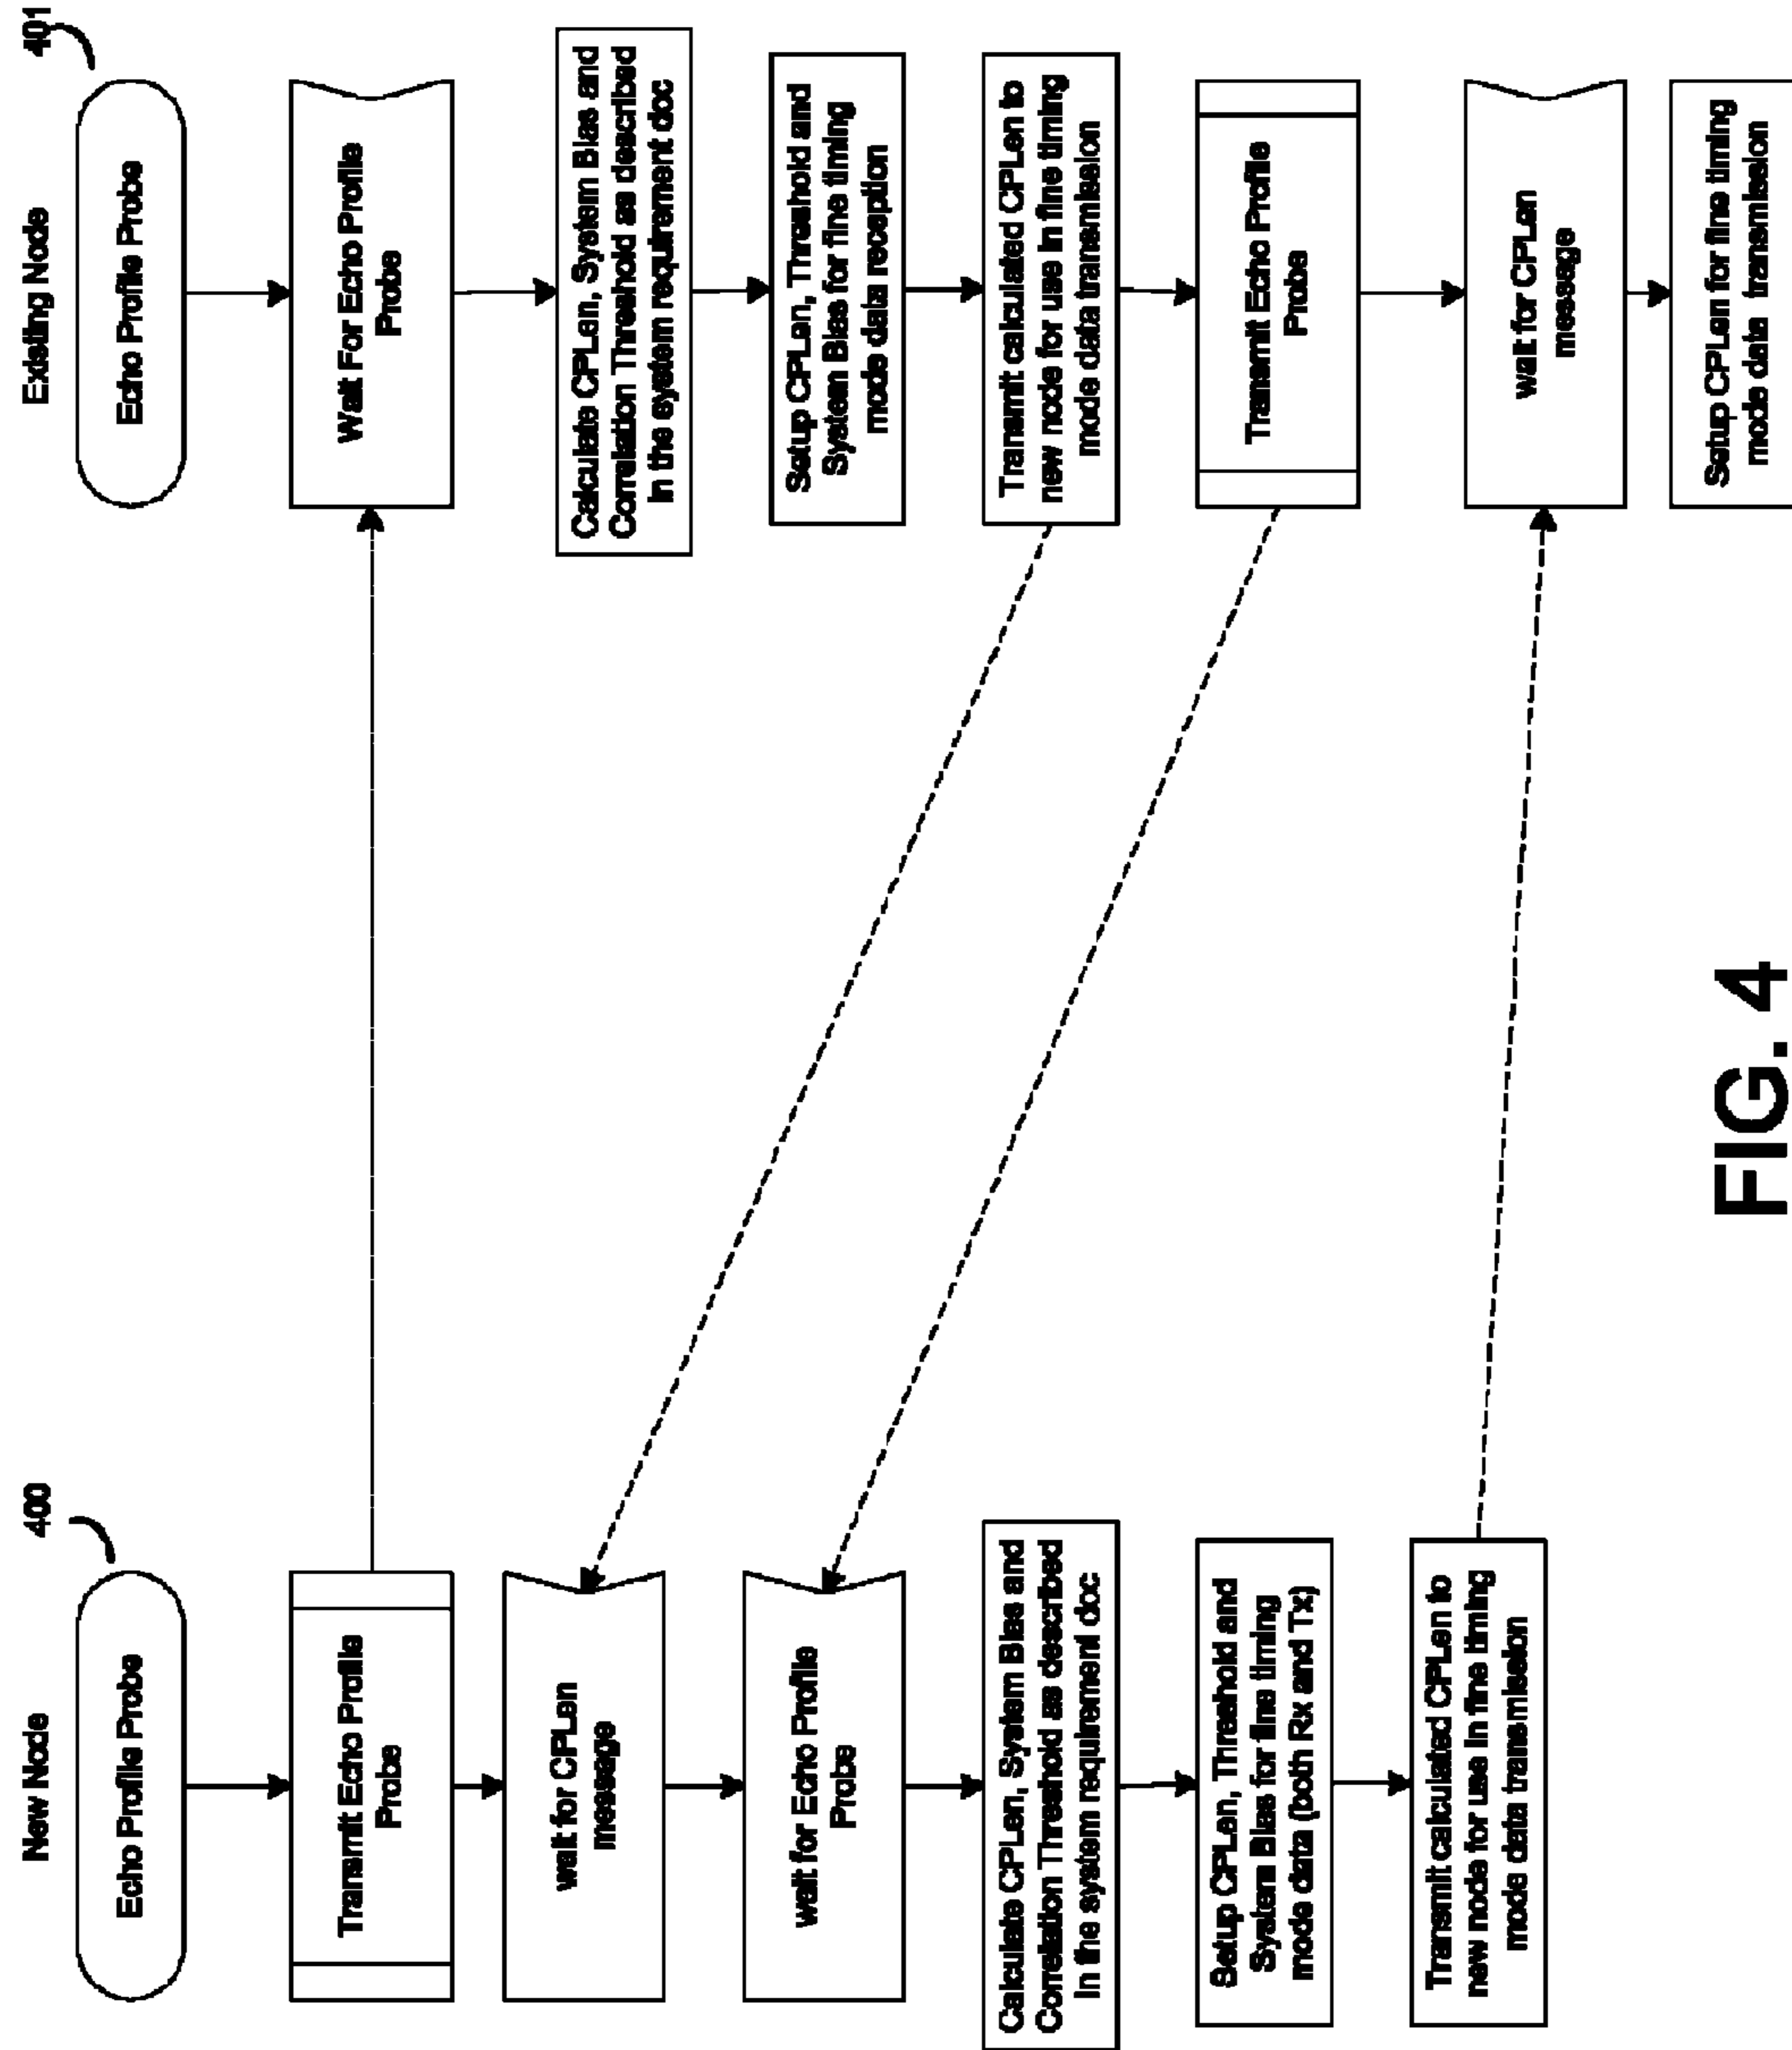 New Node
400
Echo Profile Probe
Transmit Echo Profile
Probe
wait for CPLen
message
wait for Echo Profile
Probe
Calculate CPLen, System Bias and
Correlation Threshold as described
in the system requirement doc
Setup CPLen, Threshold and
System Bias for fine timing
mode data (both Rx and Tx)
Transmit calculated CPLen to
new node for use in fine timing
mode data transmission
Existing Node
401
Echo Profile Probe
Wait For Echo Profile
Probe
Calculate CPLen, System Bias and
Correlation Threshold as described
in the system requirement doc
Setup CPLen, Threshold and
System Bias for fine timing
mode data reception
Transmit calculated CPLen to
new node for use in fine timing
mode data transmission
Transmit Echo Profile
Probe
wait for CPLen
message
Setup CPLen for fine timing
mode data transmission
FIG. 4